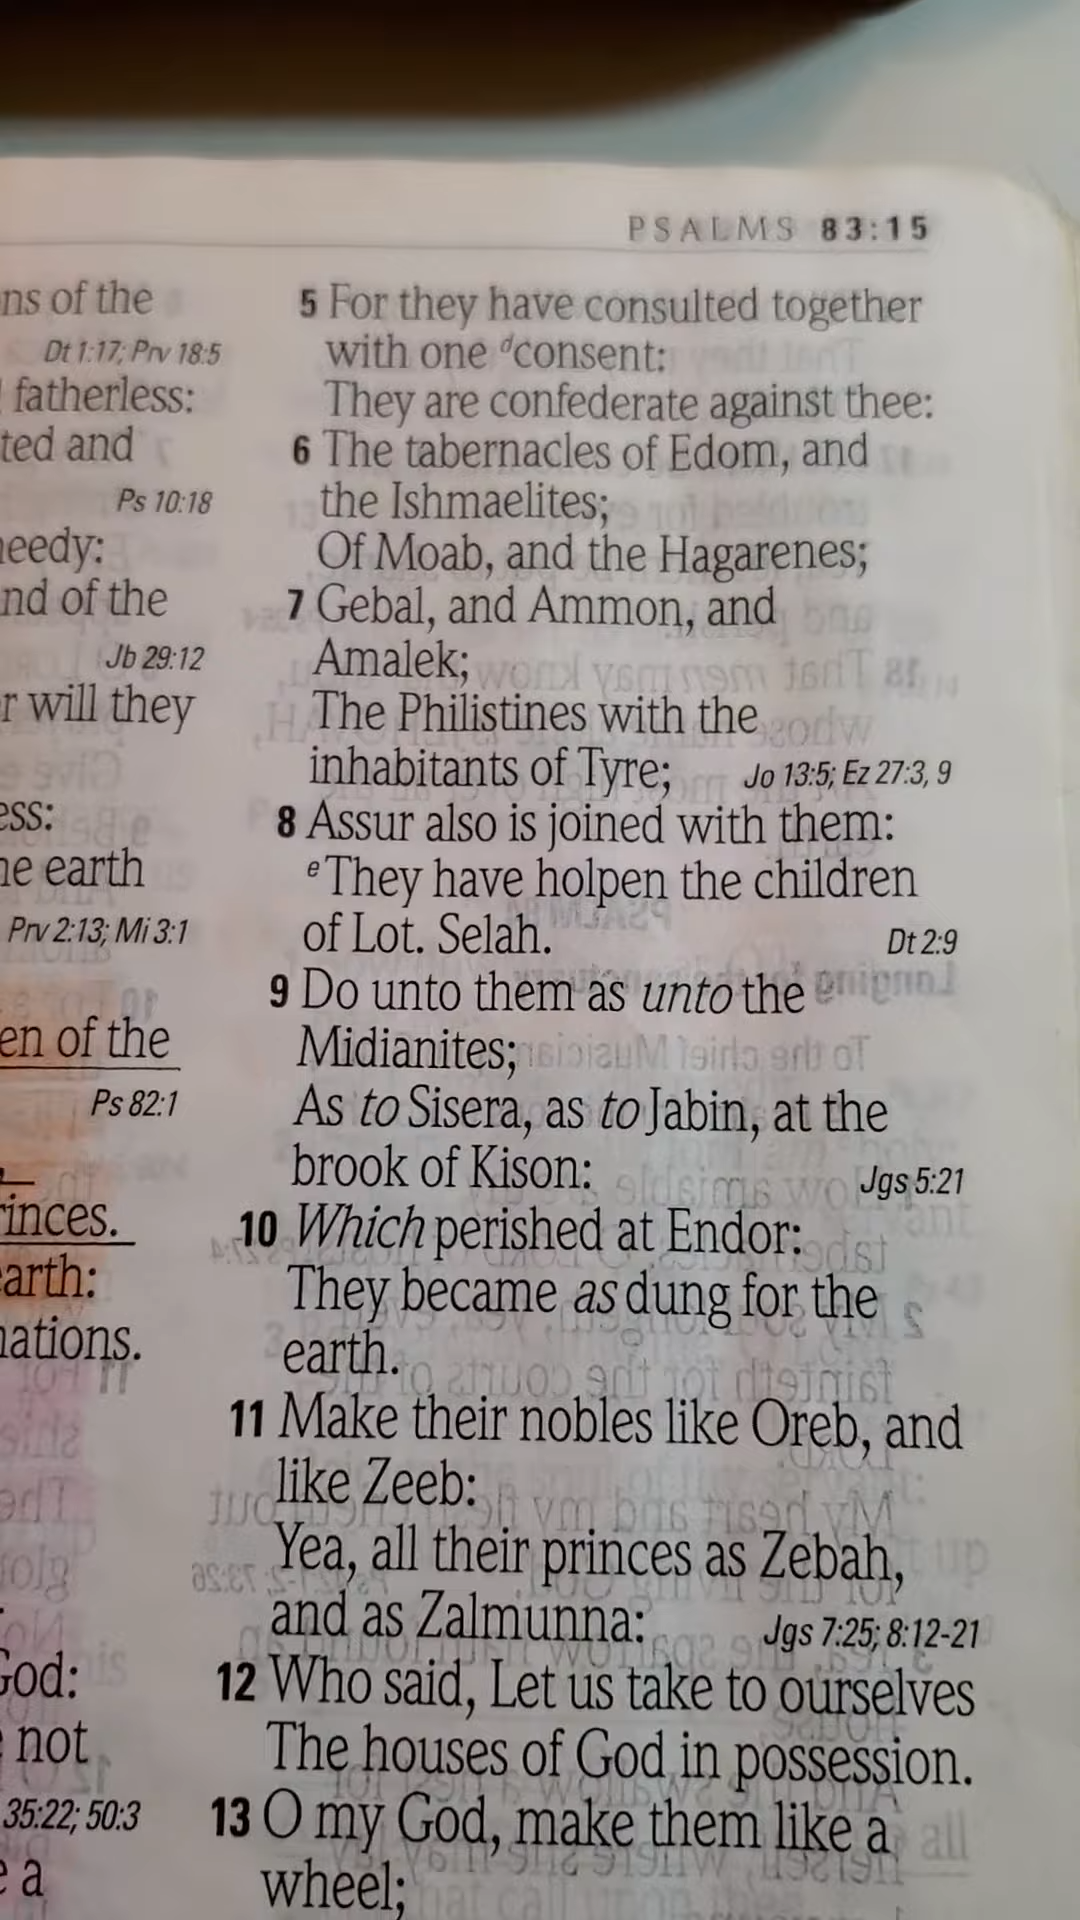 PSALMS 83:15
ns of the
Dt 1:17; Prv 18:5
fatherless:
ted and
Ps 10:18
needy:
nd of the
Jb 29:12
r will they
ess:
he earth
Prv 2:13; Mi 3:1
en of the
Ps 82:1
rinces.
earth:
nations.
God:
not
35:22; 50:3
e a
5 For they have consulted together
with one dconsent:
They are confederate against thee:
6 The tabernacles of Edom, and
the Ishmaelites;
Of Moab, and the Hagarenes;
7 Gebal, and Ammon, and
Amalek;
The Philistines with the
inhabitants of Tyre; Jo 13:5; Ez 27:3, 9
8 Assur also is joined with them:
eThey have holpen the children
of Lot. Selah. Dt 2:9
9 Do unto them as unto the
Midianites;
As to Sisera, as to Jabin, at the
brook of Kison: Jgs 5:21
10 Which perished at Endor:
They became as dung for the
earth.
11 Make their nobles like Oreb, and
like Zeeb:
Yea, all their princes as Zebah,
and as Zalmunna: Jgs 7:25; 8:12-21
12 Who said, Let us take to ourselves
The houses of God in possession.
13 O my God, make them like a
wheel;